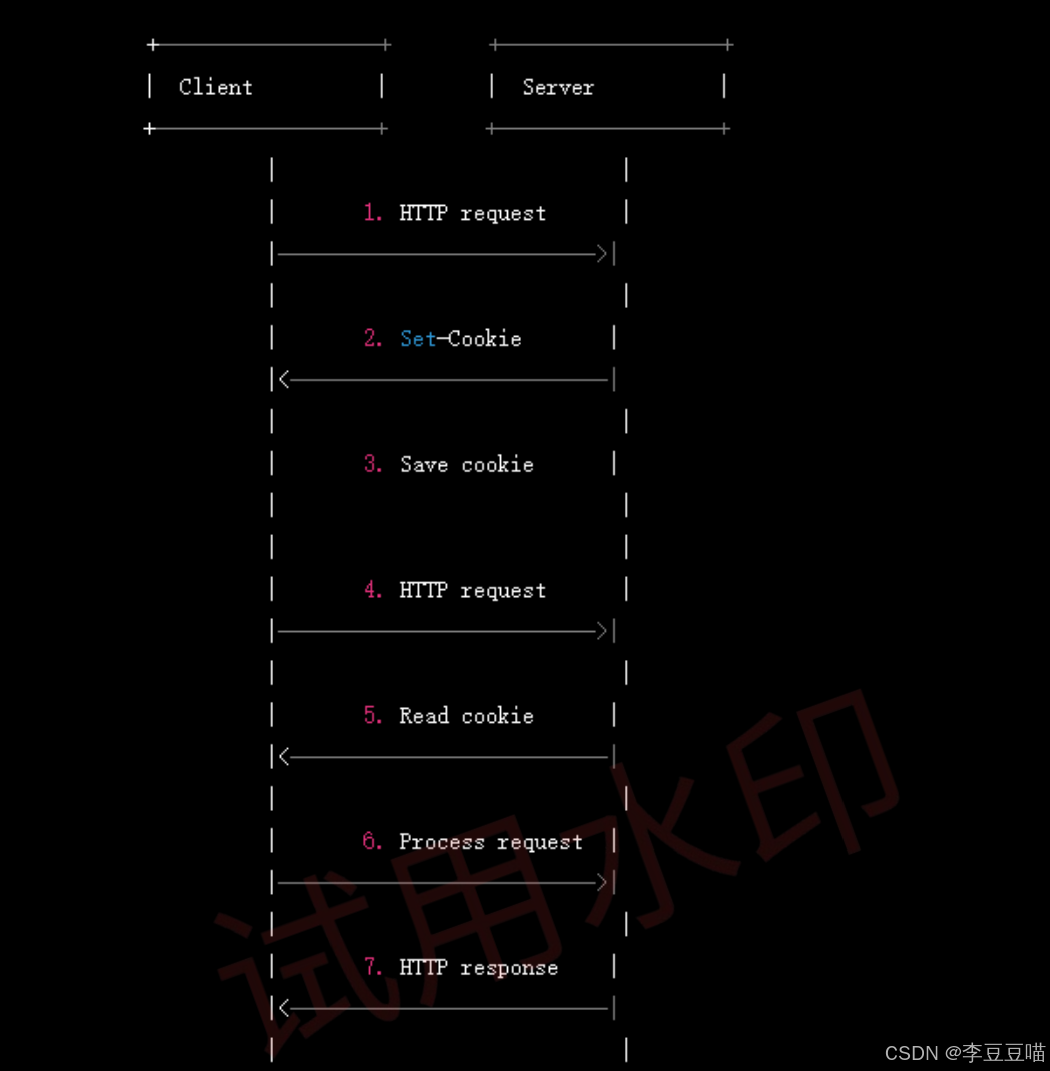 Client
Server
1. HTTP request
2. Set-Cookie
3. Save cookie
4. HTTP request
5. Read cookie
6. Process request
7. HTTP response
试用水印
CSDN @李豆豆喵